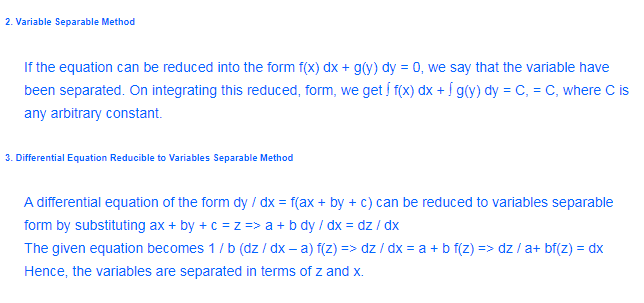 2. Variable Separable Method
If the equation can be reduced into the form f(x) dx + g(y) dy = 0, we say that the variable have
been separated. On integrating this reduced, form, we get ∫ f(x) dx + ∫ g(y) dy = C, = C, where C is
any arbitrary constant.
3. Differential Equation Reducible to Variables Separable Method
A differential equation of the form dy / dx = f(ax + by + c) can be reduced to variables separable
form by substituting ax + by + c = z => a + b dy / dx = dz / dx
The given equation becomes 1 / b (dz / dx – a) f(z) => dz / dx = a + b f(z) => dz / a+ bf(z) = dx
Hence, the variables are separated in terms of z and x.